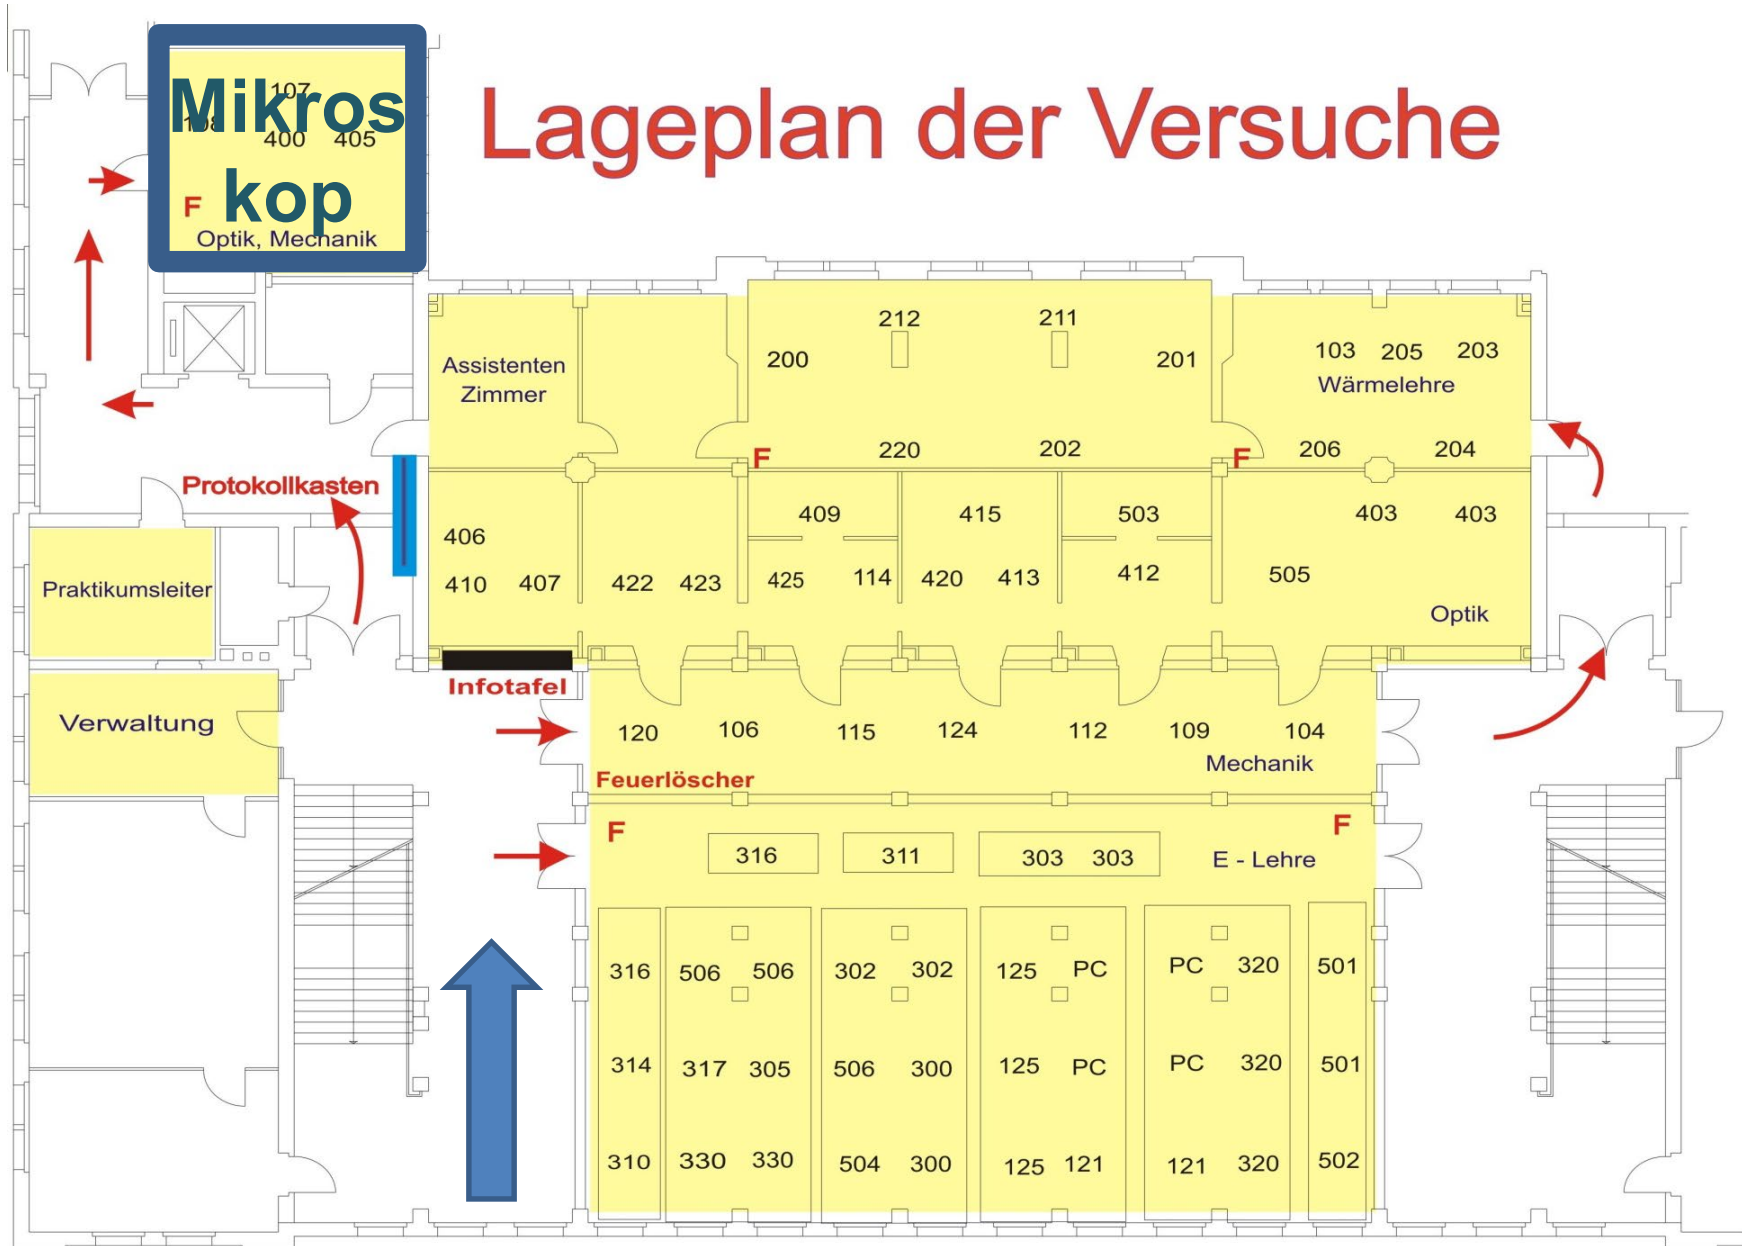 Lageplan der Versuche
107
Mikros
108
400 405
F
kop
Optik, Mechanik
212 211
200 201
103 205 203
Assistenten
Zimmer
Wärmelehre
220 202
206 204
F
F
Protokollkasten
409 415 503
403 403
406
410 407
422 423
425 114
420 413
412
505
Praktikumsleiter
Optik
Infotafel
Verwaltung
120 106 115 124 112 109 104
Mechanik
Feuerlöscher
F
F
316 311 303 303
E - Lehre
316 506 506 302 302 125 PC PC 320 501
314 317 305 506 300 125 PC PC 320 501
310 330 330 504 300 125 121 121 320 502